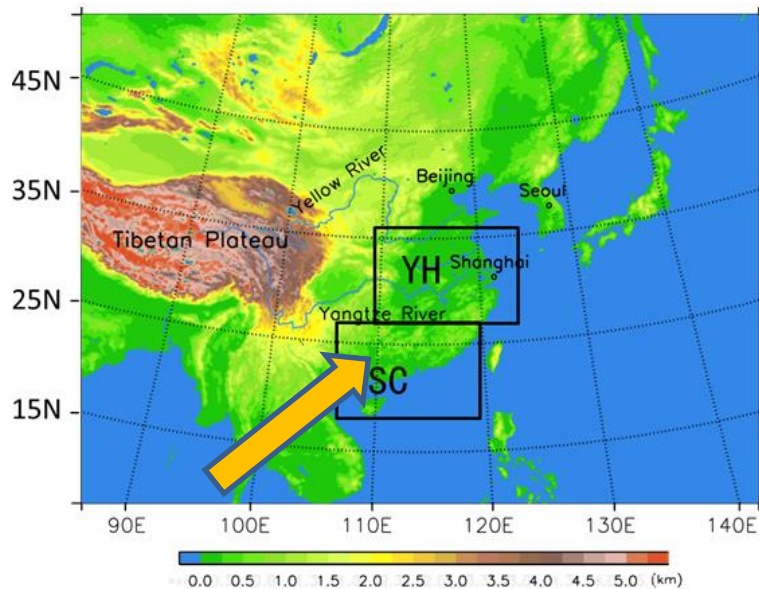 45N
35N
25N
15N
Yellow River
Beijing
Seoul
Tibetan Plateau
YH
Shanghai
Yangtze River
SC
90E 100E 110E 120E 130E 140E
0.0 0.5 1.0 1.5 2.0 2.5 3.0 3.5 4.0 4.5 5.0 (km)